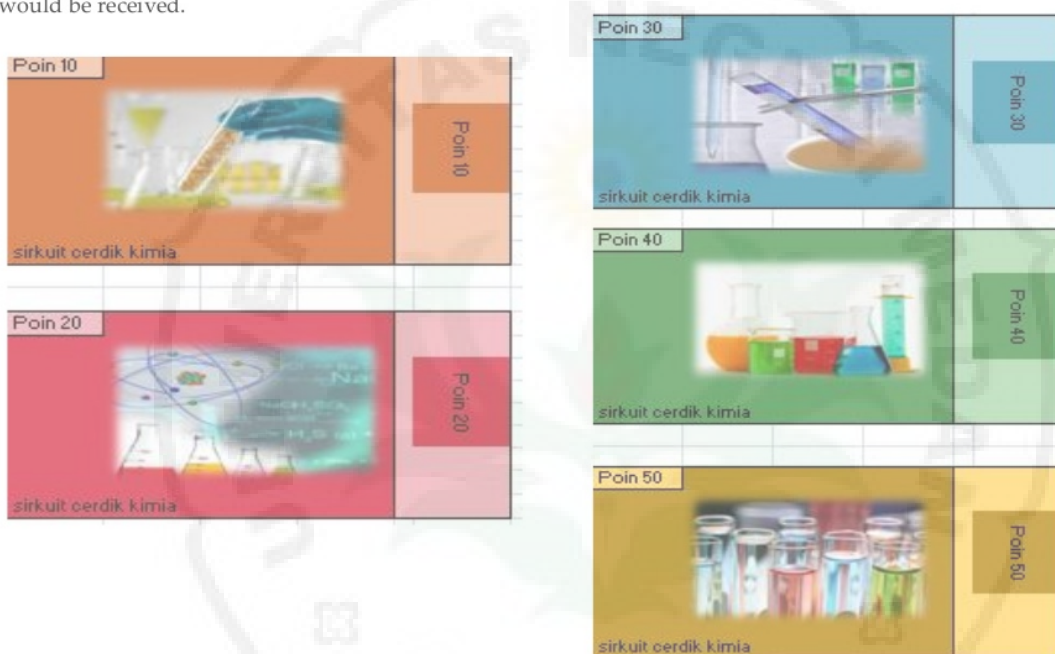 would be received.
Poin 10
Poin 10
sirkuit cerdik kimia
Poin 20
Na
H₂S
Poin 20
sirkuit cerdik kimia
Poin 30
Poin 30
sirkuit cerdik kimia
Poin 40
Poin 40
sirkuit cerdik kimia
Poin 50
Poin 50
sirkuit cerdik kimia